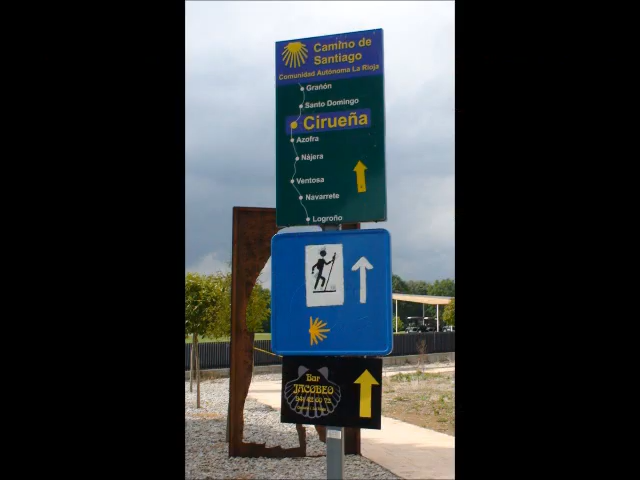 Camino de
Santiago
Comunidad Autónoma La Rioja
Grañón
Santo Domingo
Cirueña
Azofra
Nájera
Ventosa
Navarrete
Logroño
Bar
JACOBEO